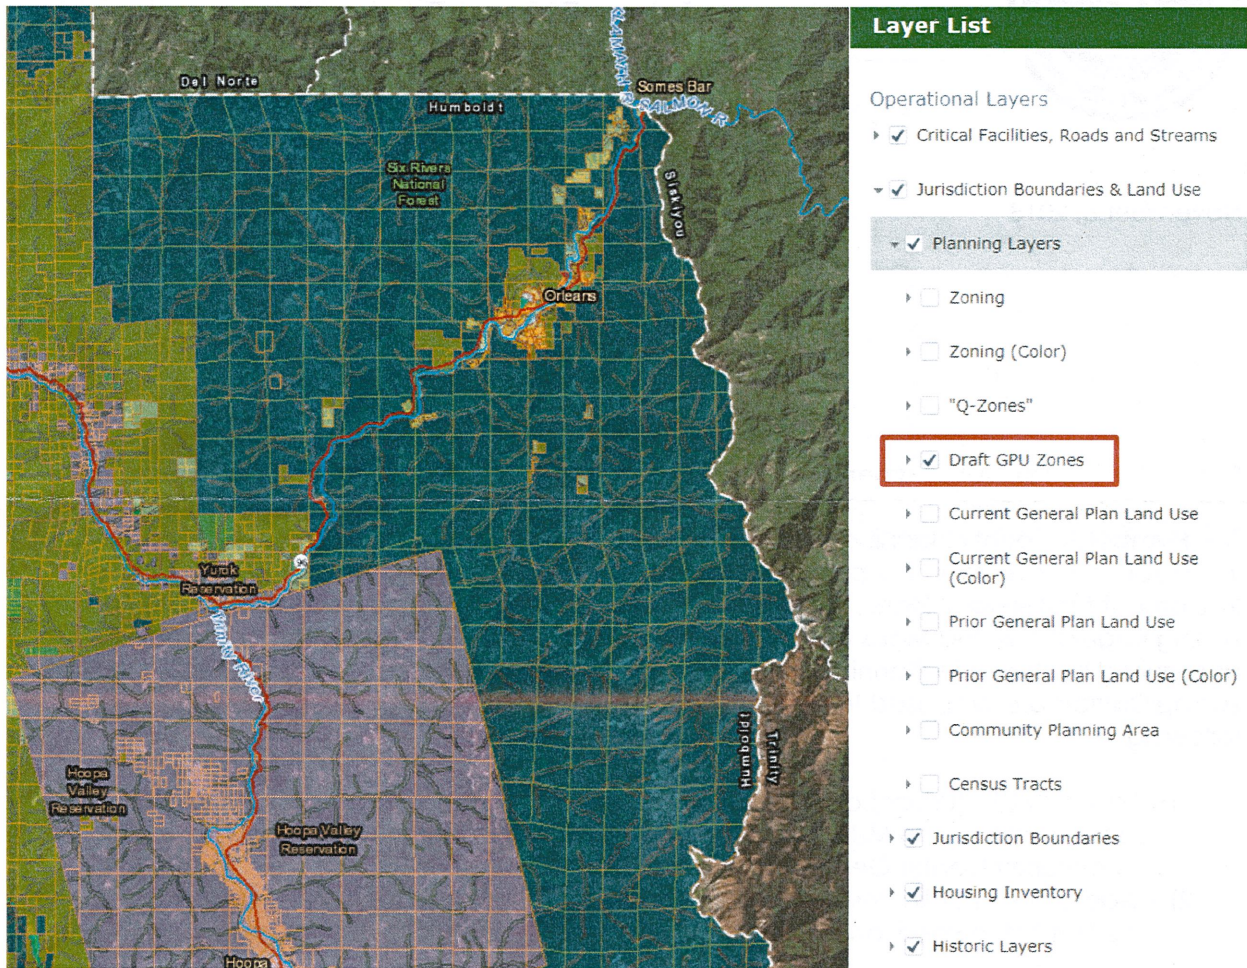 KLAMATH R
SALMON R
Somes Bar
Del Norte
Humboldt
Six Rivers
National
Forest
Siskiyou
Orleans
96
Yurok
Reservation
Trinity River
Humboldt
Trinity
Hoopa
Valley
Reservation
Hoopa Valley
Reservation
Hoopa
Layer List
Operational Layers
Critical Facilities, Roads and Streams
Jurisdiction Boundaries & Land Use
Planning Layers
Zoning
Zoning (Color)
"Q-Zones"
Draft GPU Zones
Current General Plan Land Use
Current General Plan Land Use
(Color)
Prior General Plan Land Use
Prior General Plan Land Use (Color)
Community Planning Area
Census Tracts
Jurisdiction Boundaries
Housing Inventory
Historic Layers